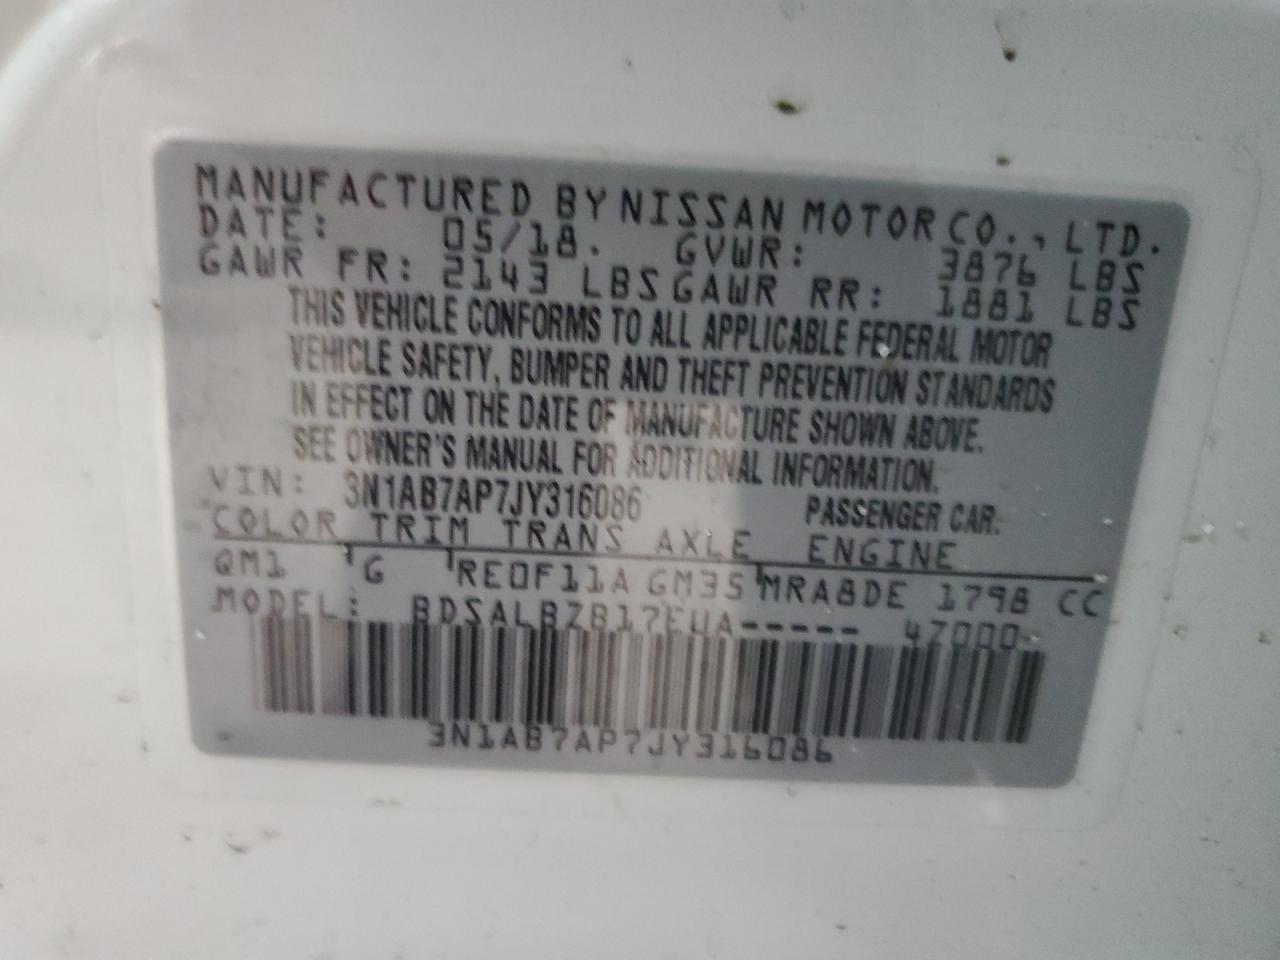 MANUFACTURED BY NISSAN MOTOR CO., LTD.
DATE: 05/18. GVWR: 3876 LBS
GAWR FR: 2143 LBS GAWR RR: 1881 LBS
THIS VEHICLE CONFORMS TO ALL APPLICABLE FEDERAL MOTOR
VEHICLE SAFETY, BUMPER AND THEFT PREVENTION STANDARDS
IN EFFECT ON THE DATE OF MANUFACTURE SHOWN ABOVE.
SEE OWNER'S MANUAL FOR ADDITIONAL INFORMATION.
VIN: 3N1AB7AP7JY316086 PASSENGER CAR.
COLOR TRIM TRANS AXLE ENGINE
QM1 G RE0F11A GM35 MRA8DE 1798 CC
MODEL: BDSALBZB17EUA----- 4Z000-
3N1AB7AP7JY316086